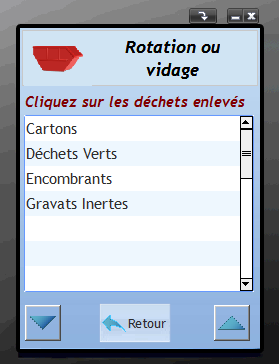 Rotation ou
vidage
Cliquez sur les déchets enlevés
Cartons
Déchets Verts
Encombrants
Gravats Inertes
Retour